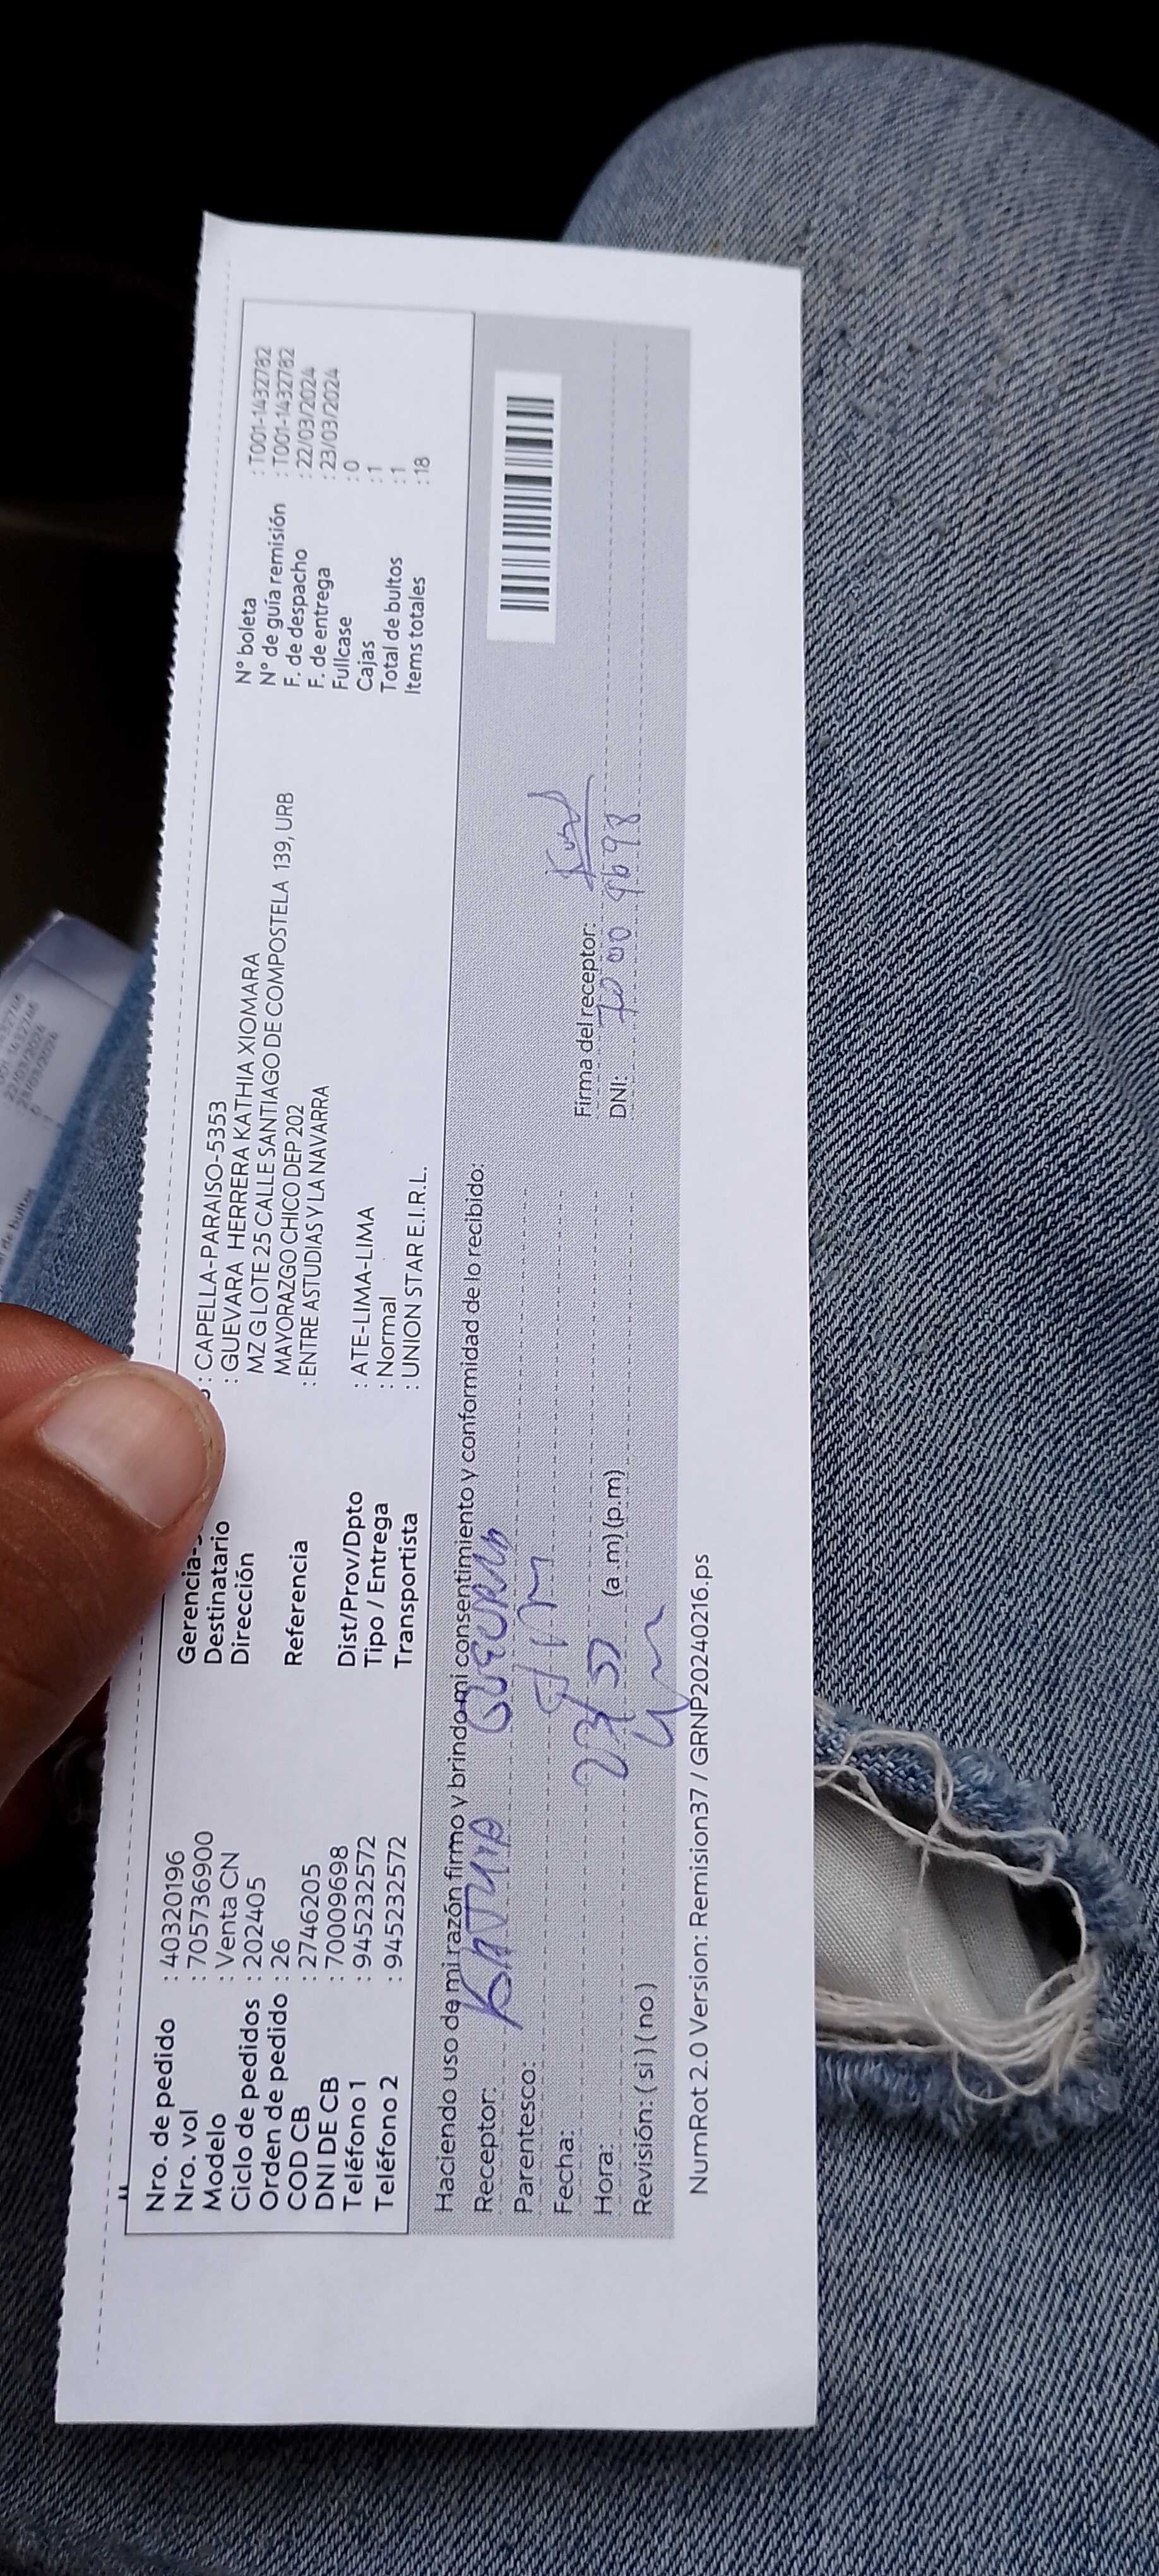 Nro. de pedido : 40320196
Nro. vol : 705736900
Modelo : Venta CN
Ciclo de pedidos : 202405
Orden de pedido : 26
COD CB : 2746205
DNI DE CB : 70009698
Teléfono 1 : 945232572
Teléfono 2 : 945232572
Gerencia- : CAPELLA-PARAISO-5353
Destinatario : GUEVARA HERRERA KATHIA XIOMARA
Dirección MZ G LOTE 25 CALLE SANTIAGO DE COMPOSTELA 139, URB
MAYORAZGO CHICO DEP 202
Referencia : ENTRE ASTUDIAS Y LA NAVARRA
Dist/Prov/Dpto : ATE-LIMA-LIMA
Tipo / Entrega : Normal
Transportista : UNION STAR E.I.R.L.
N° boleta : T001-1432782
N° de guía remisión : T001-1432782
F. de despacho : 22/03/2024
F. de entrega : 23/03/2024
Fullcase : 0
Cajas : 1
Total de bultos : 1
Items totales : 18
Haciendo uso de mi razón firmo y brindo mi consentimiento y conformidad de lo recibido:
Receptor: KATHIA
Parentesco:
Fecha:
Hora: (a .m) (p.m)
Revisión: ( si ) ( no )
Firma del receptor:
DNI: 70009698
NumRot 2.0 Version: Remision37 / GRNP20240216.ps